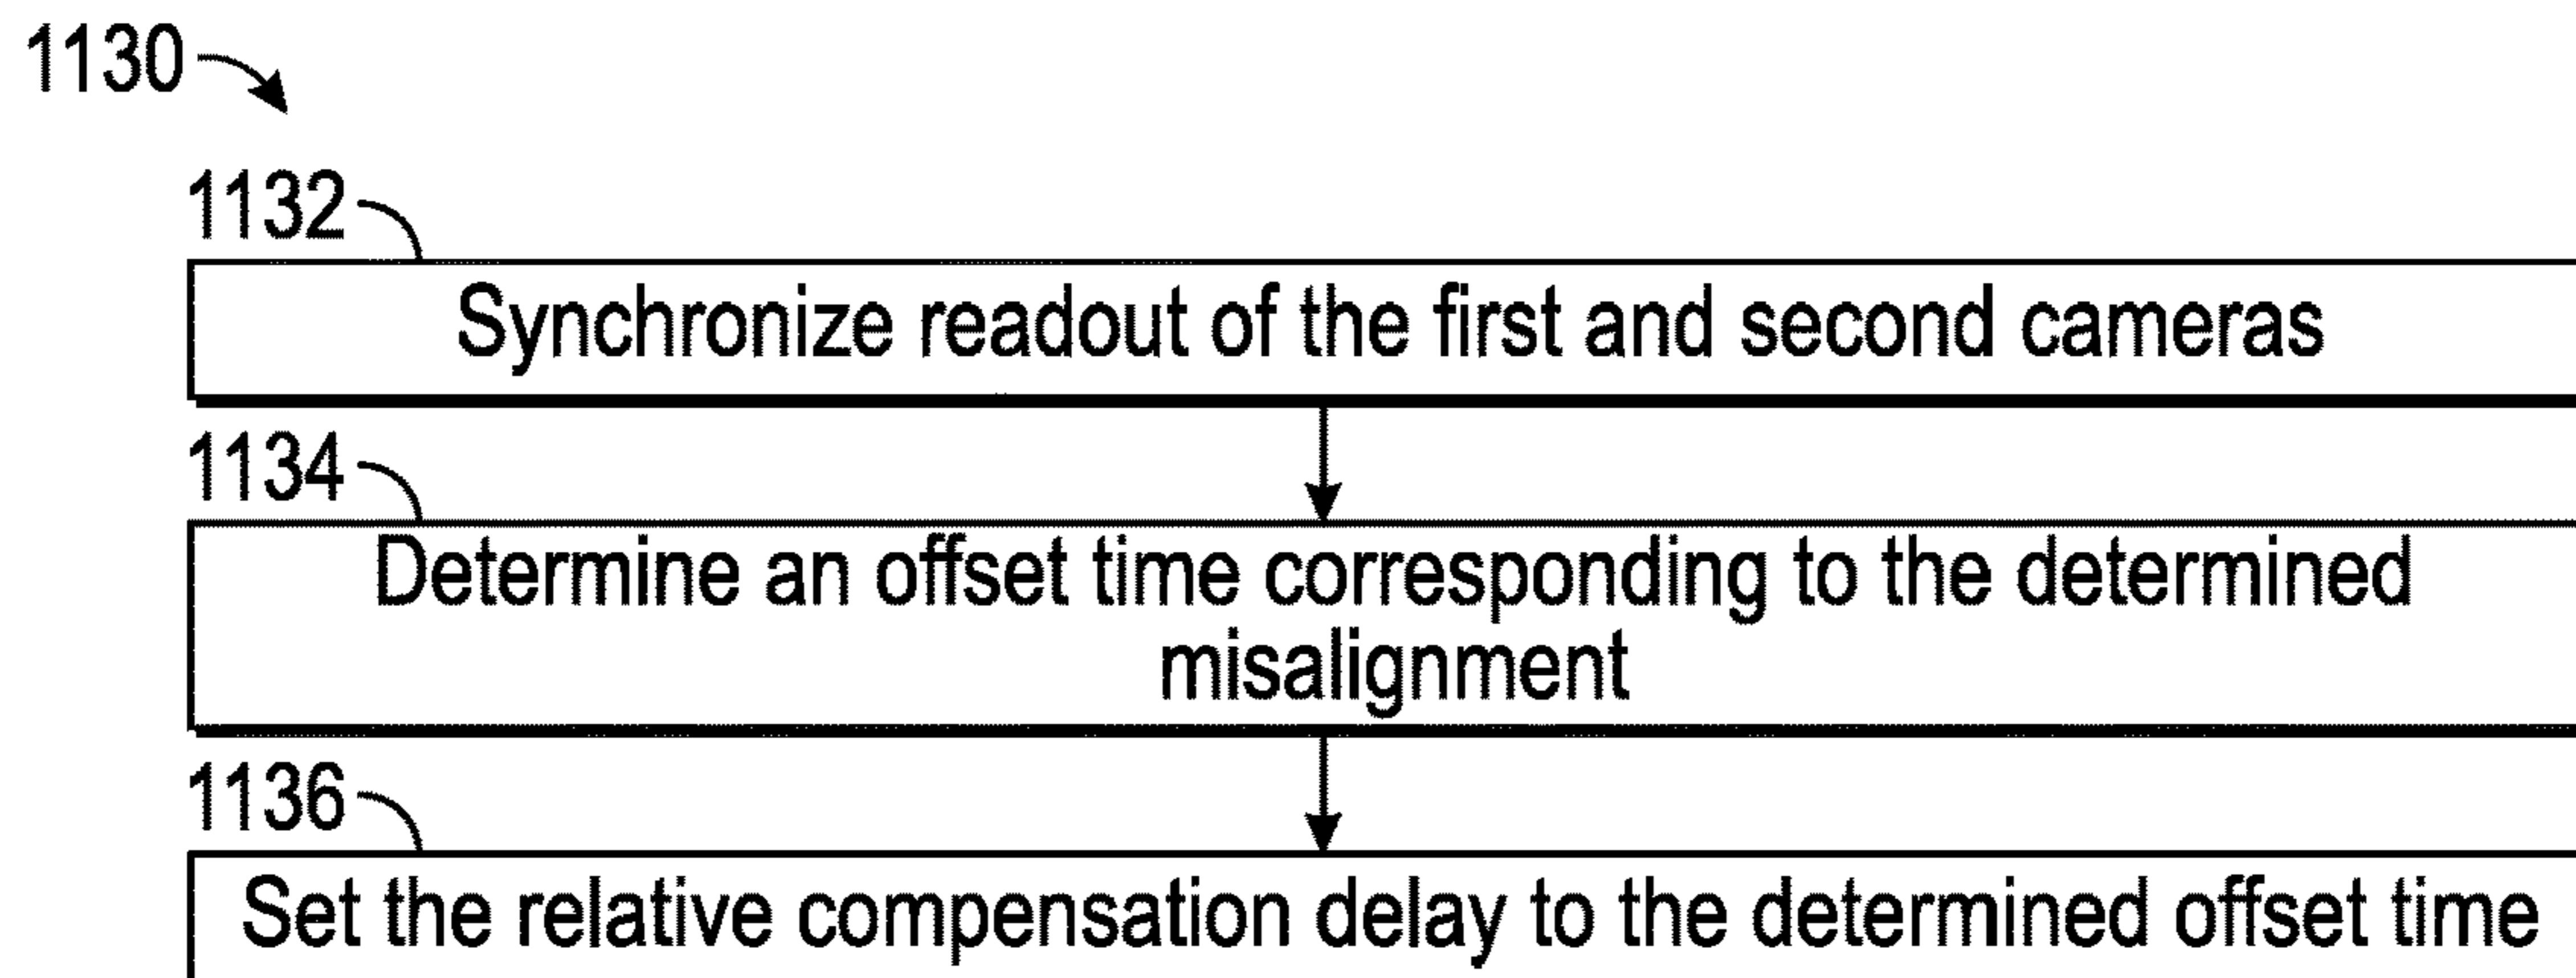 1130
1132
Synchronize readout of the first and second cameras
1134
Determine an offset time corresponding to the determined
misalignment
1136
Set the relative compensation delay to the determined offset time